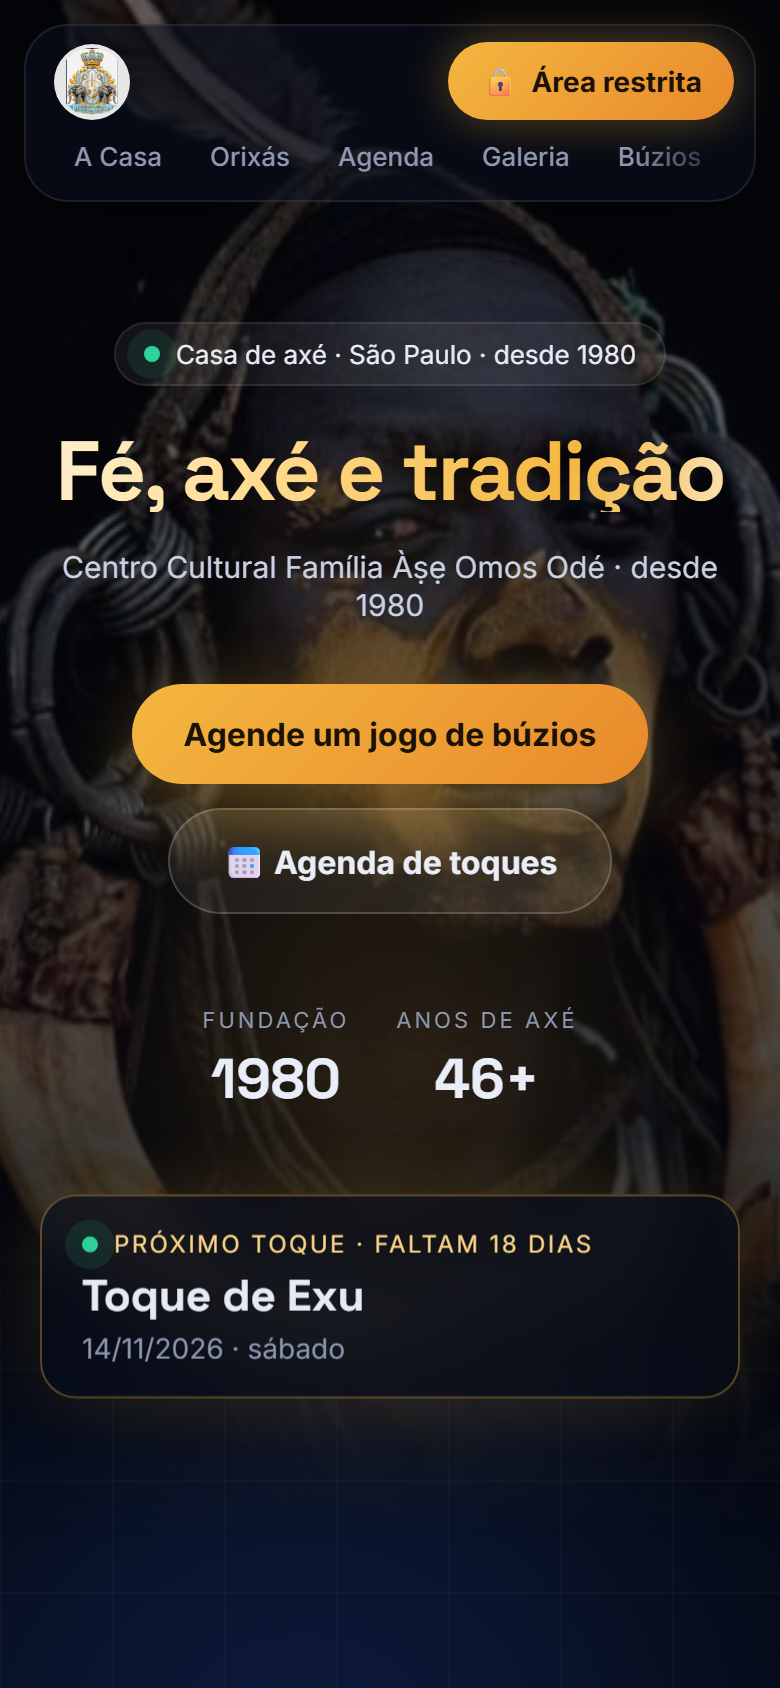 Área restrita
A Casa Orixás Agenda Galeria Búzios
Casa de axé · São Paulo · desde 1980
Fé, axé e tradição
Centro Cultural Família Àṣẹ Omos Odé · desde
1980
Agende um jogo de búzios
Agenda de toques
FUNDAÇÃO ANOS DE AXÉ
1980 46+
PRÓXIMO TOQUE · FALTAM 18 DIAS
Toque de Exu
14/11/2026 · sábado